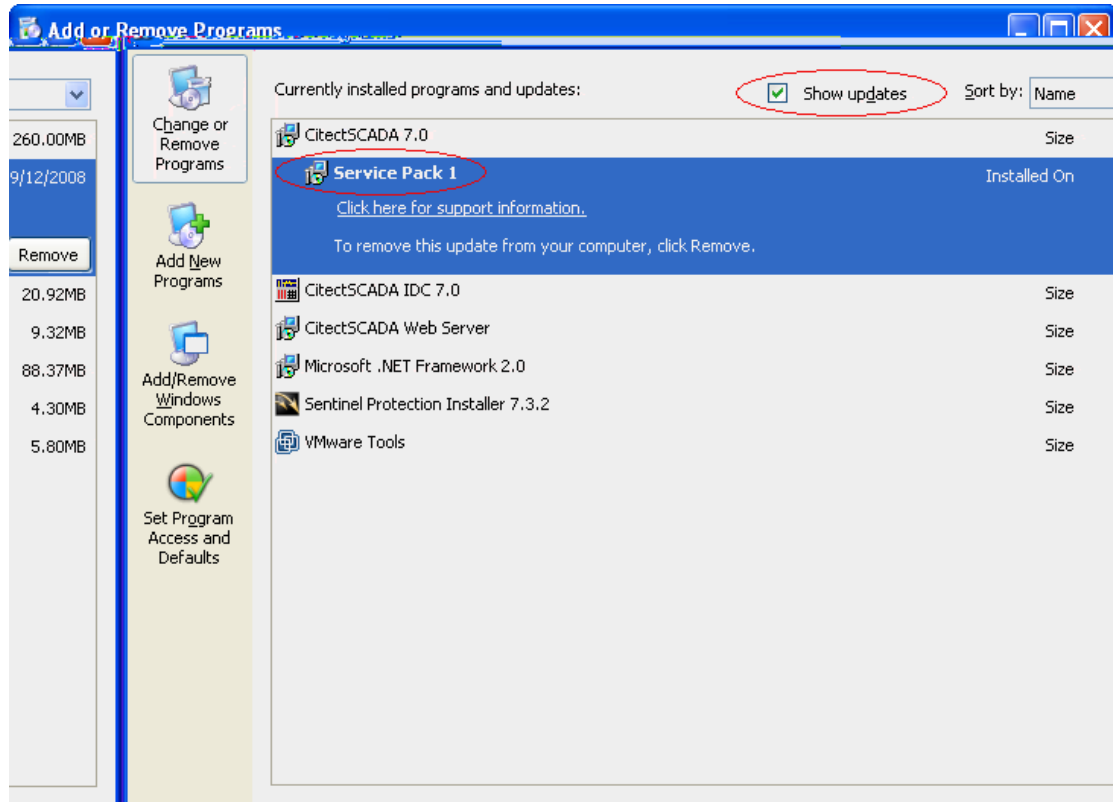 Add or Remove Programs
Currently installed programs and updates:
Show updates
Sort by: Name
Change or
Remove
Programs
Add New
Programs
Add/Remove
Windows
Components
Set Program
Access and
Defaults
CitectSCADA 7.0
Size
260.00MB
Service Pack 1
Installed On
9/12/2008
Click here for support information.
To remove this update from your computer, click Remove.
Remove
CitectSCADA IDC 7.0
Size
20.92MB
CitectSCADA Web Server
Size
9.32MB
Microsoft .NET Framework 2.0
Size
88.37MB
Sentinel Protection Installer 7.3.2
Size
4.30MB
VMware Tools
Size
5.80MB